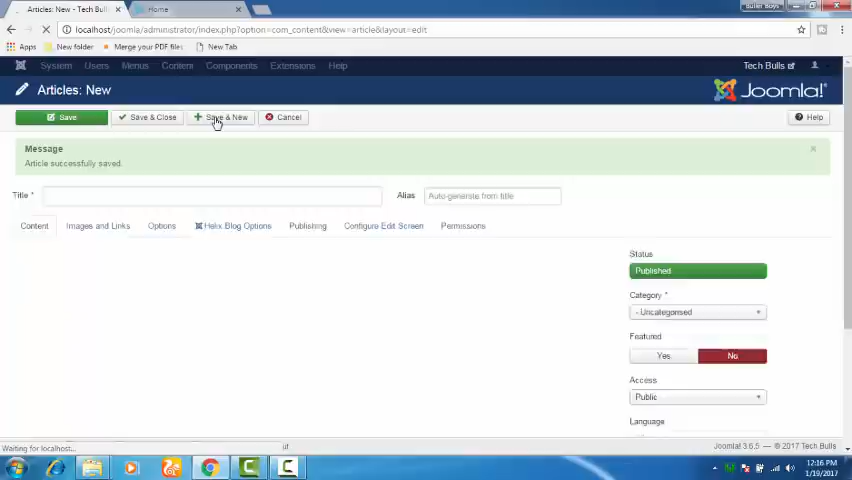 Articles: New - Tech Bulls
Home
Bullet Boys
localhost/joomla/administrator/index.php?option=com_content&view=article&layout=edit
Apps New folder Merge your PDF files New Tab
System Users Menus Content Components Extensions Help
Tech Bulls
Articles: New
Joomla!
Save Save & Close Save & New Cancel Help
Message
Article successfully saved.
Title *
Alias Auto-generate from title
Content Images and Links Options Helix Blog Options Publishing Configure Edit Screen Permissions
Status
Published
Category *
- Uncategorised
Featured
Yes No
Access
Public
Language
Waiting for localhost...
Joomla! 3.6.5 — © 2017 Tech Bulls
12:16 PM
1/19/2017